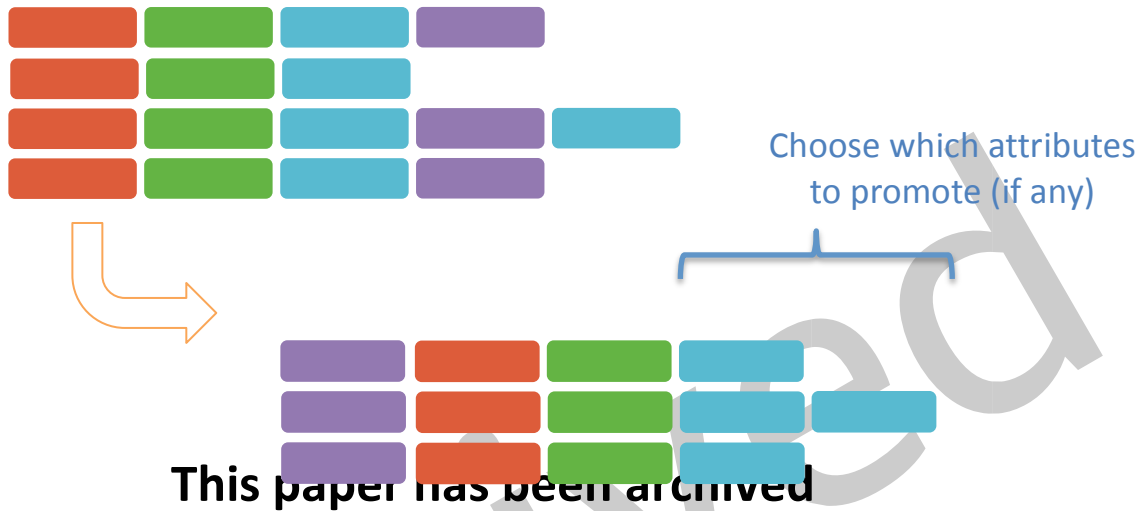 Choose which attributes
to promote (if any)
This paper has been archived